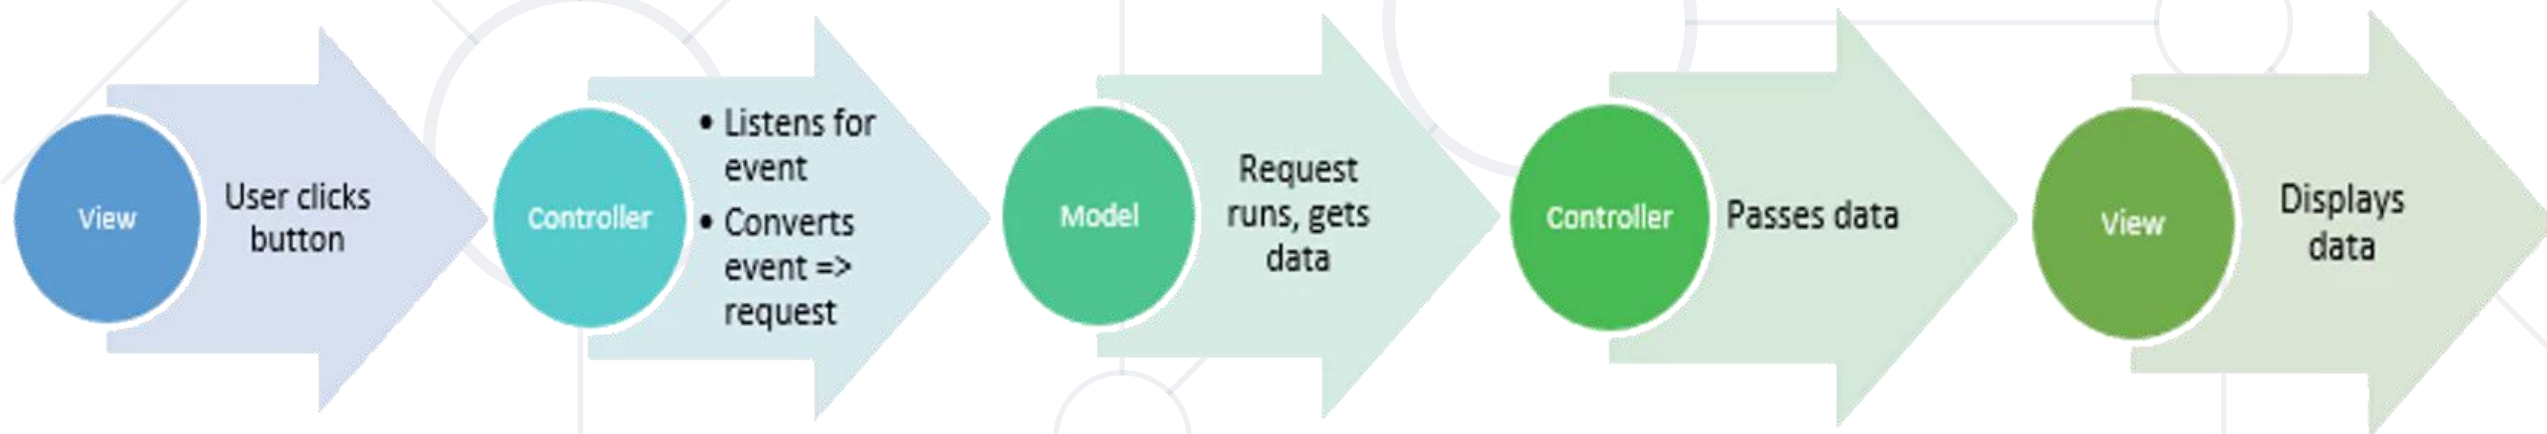 View
User clicks
button
Controller
• Listens for
event
• Converts
event =>
request
Model
Request
runs, gets
data
Controller
Passes data
View
Displays
data